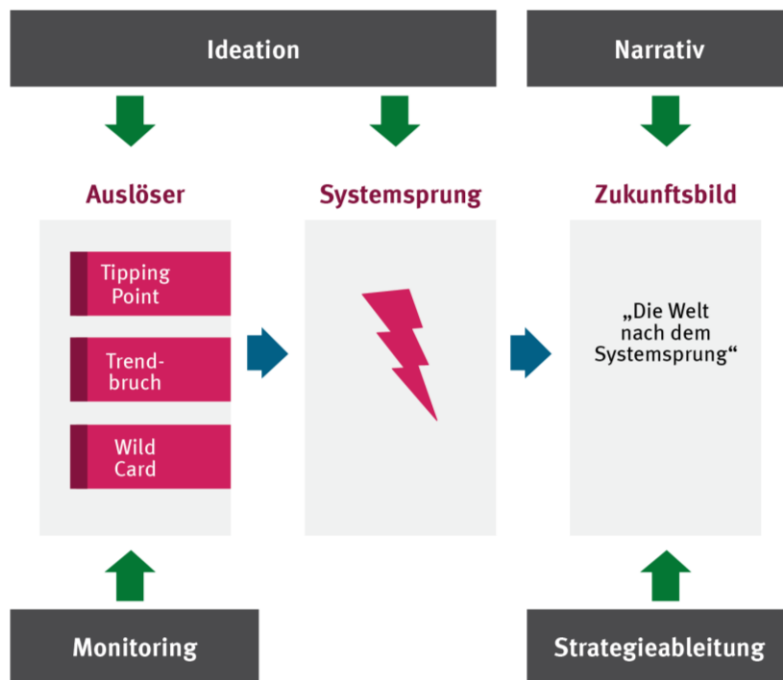 Ideation
Narrativ
Auslöser
Systemsprung
Zukunftsbild
Tipping
Point
Trend-
bruch
Wild
Card
„Die Welt
nach dem
Systemsprung“
Monitoring
Strategieableitung